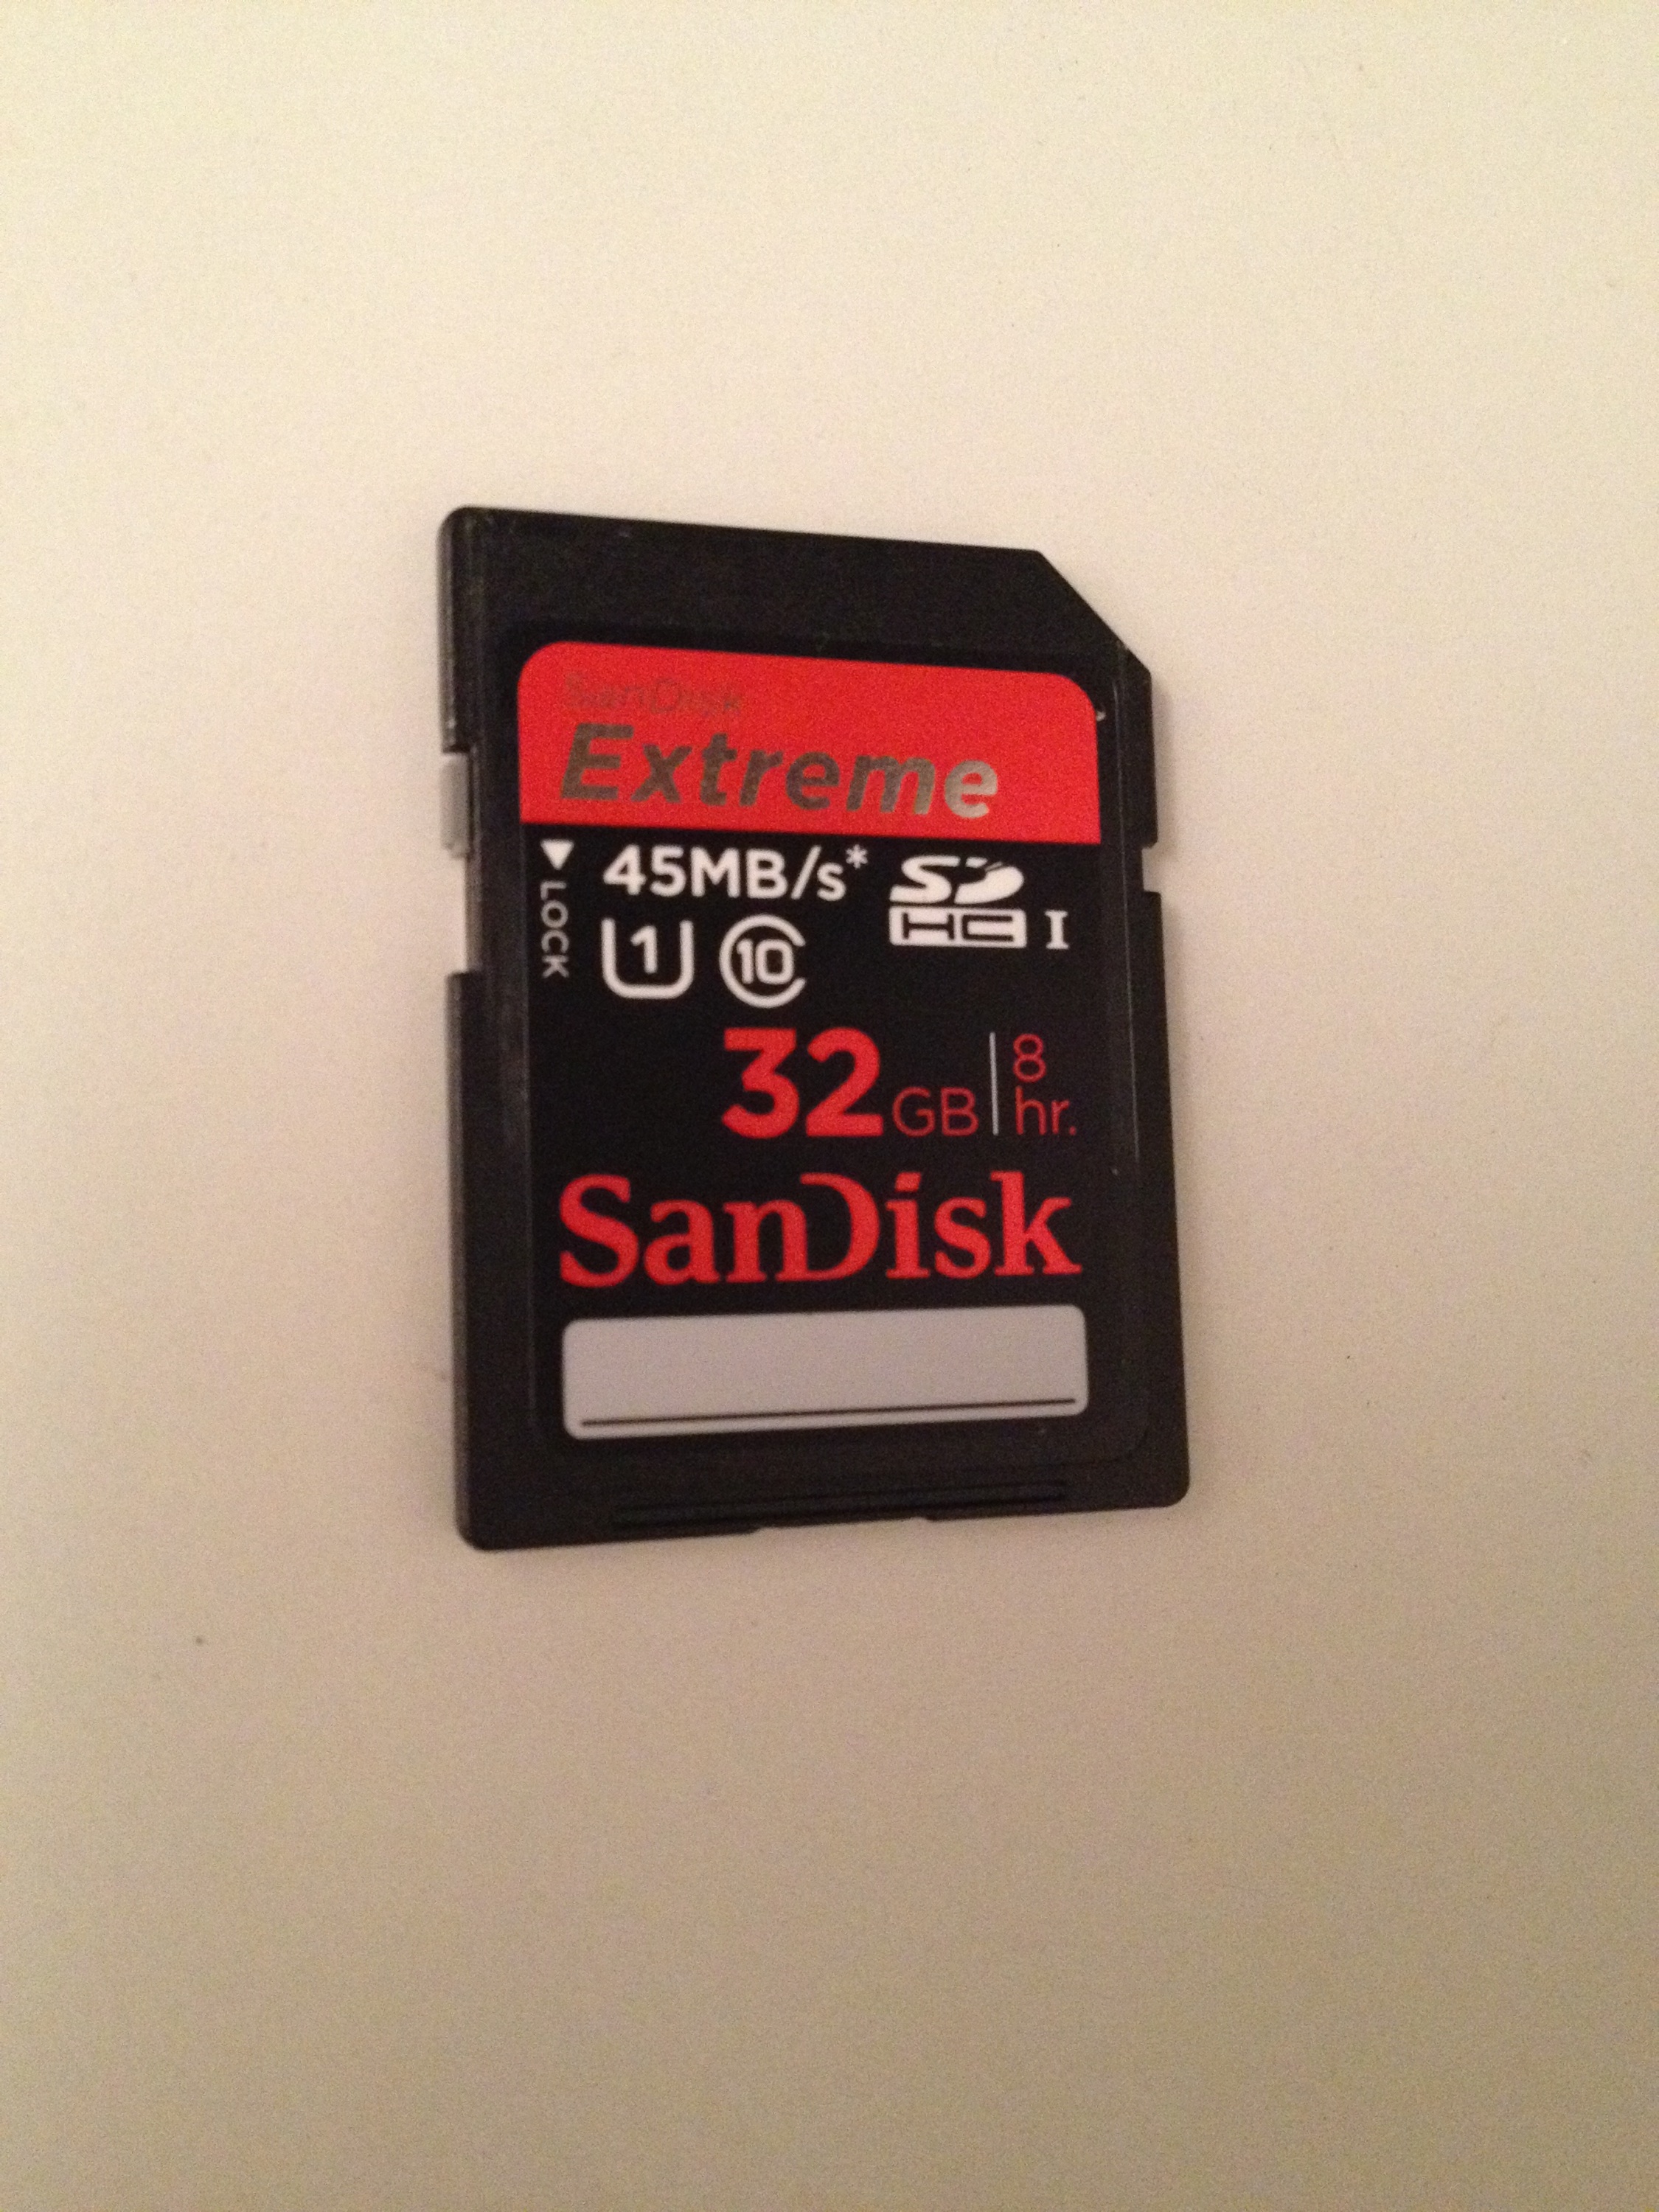 SanDisk
Extreme
45MB/s* SD
HC I
LOCK
1 10
32GB 8
hr.
SanDisk